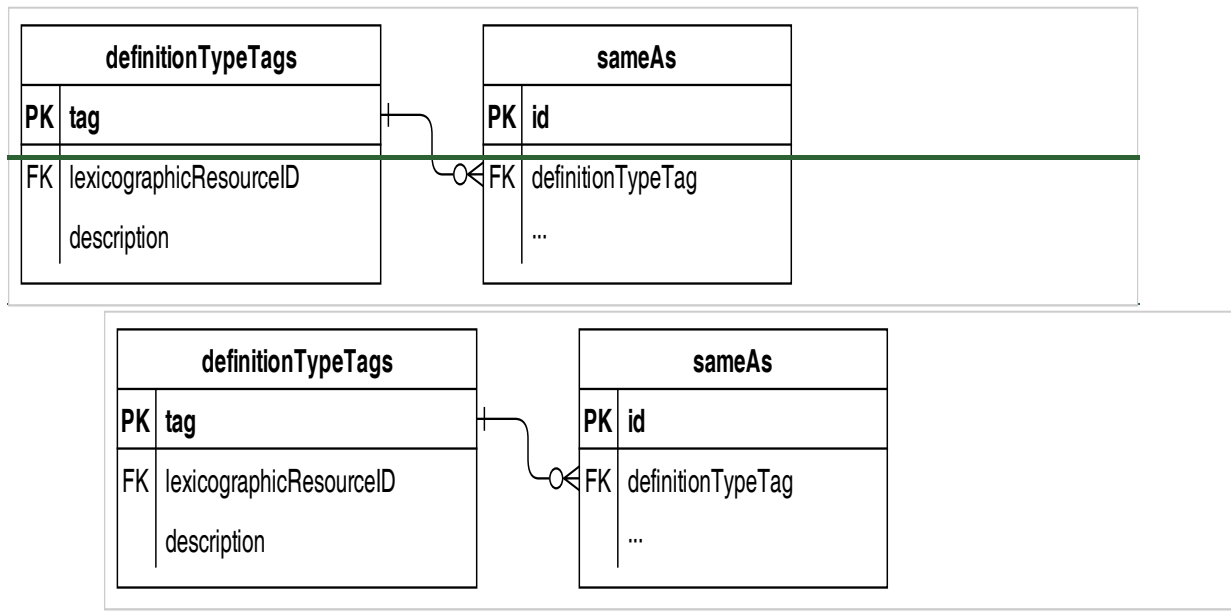 definitionTypeTags sameAs
PK tag PK id
FK lexicographicResourceID FK definitionTypeTag
description ...
definitionTypeTags sameAs
PK tag PK id
FK lexicographicResourceID FK definitionTypeTag
description ...